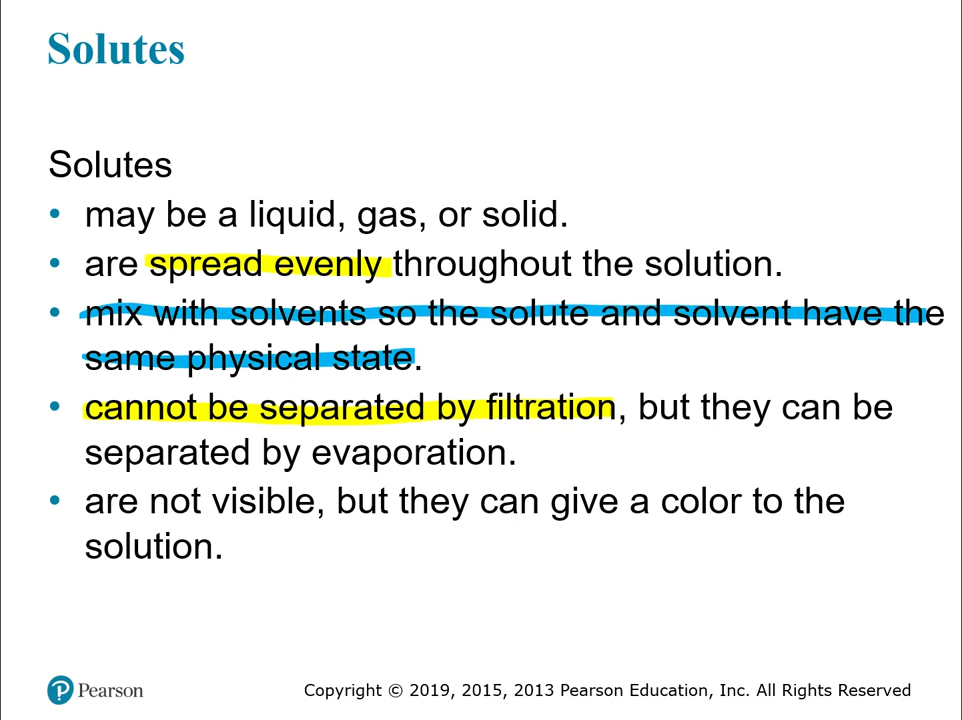 Solutes
Solutes
• may be a liquid, gas, or solid.
• are spread evenly throughout the solution.
• mix with solvents so the solute and solvent have the
same physical state.
• cannot be separated by filtration, but they can be
separated by evaporation.
• are not visible, but they can give a color to the
solution.
P Pearson
Copyright © 2019, 2015, 2013 Pearson Education, Inc. All Rights Reserved